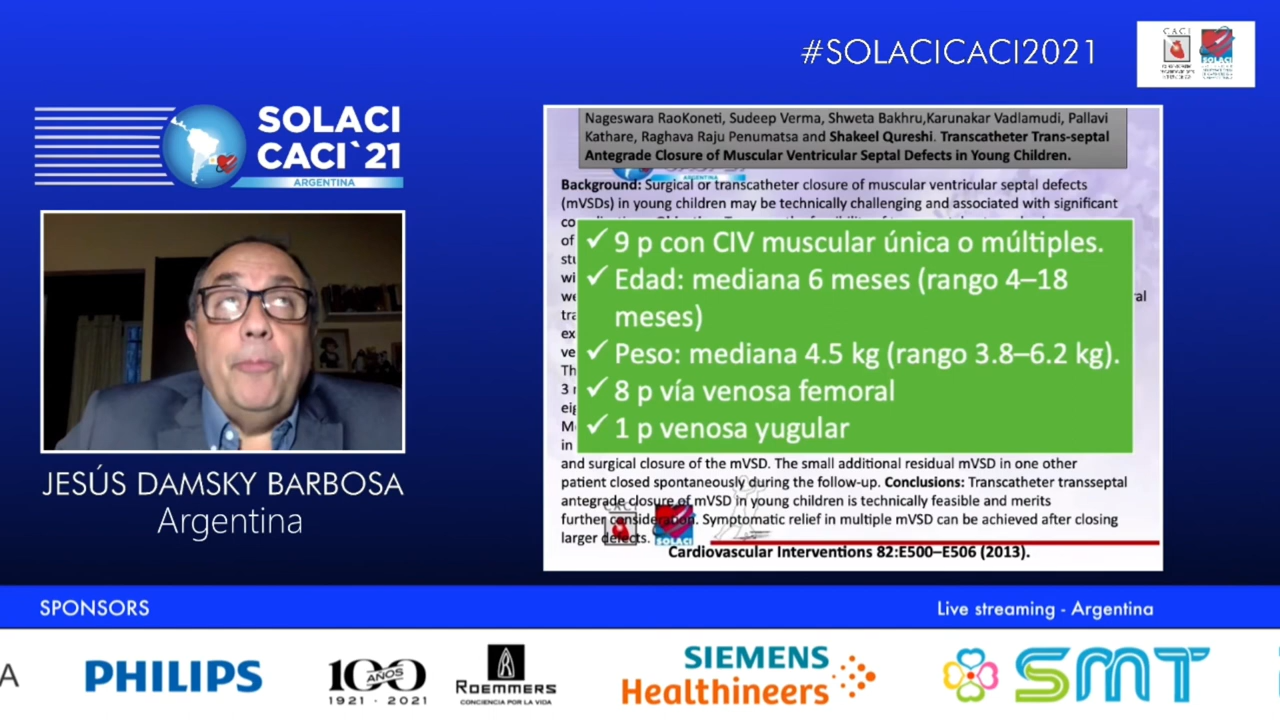 #SOLACICACI2021
CACI
SOLACI
SOLACI
CACI`21
ARGENTINA
JESÚS DAMSKY BARBOSA
Argentina
Nageswara RaoKoneti, Sudeep Verma, Shweta Bakhru,Karunakar Vadlamudi, Pallavi
Kathare, Raghava Raju Penumatsa and Shakeel Qureshi. Transcatheter Trans-septal
Antegrade Closure of Muscular Ventricular Septal Defects in Young Children.
Background: Surgical or transcatheter closure of muscular ventricular septal defects
(mVSDs) in young children may be technically challenging and associated with significant
✓ 9 p con CIV muscular única o múltiples.
✓ Edad: mediana 6 meses (rango 4–18
meses)
✓ Peso: mediana 4.5 kg (rango 3.8–6.2 kg).
✓ 8 p vía venosa femoral
✓ 1 p venosa yugular
and surgical closure of the mVSD. The small additional residual mVSD in one other
patient closed spontaneously during the follow-up. Conclusions: Transcatheter transseptal
antegrade closure of mVSD in young children is technically feasible and merits
further consideration. Symptomatic relief in multiple mVSD can be achieved after closing
larger defects.
SOLACI
Cardiovascular Interventions 82:E500–E506 (2013).
SPONSORS
Live streaming - Argentina
A
PHILIPS
100
AÑOS
1921 · 2021
ROEMMERS
CONCIENCIA POR LA VIDA
SIEMENS
Healthineers
SMT